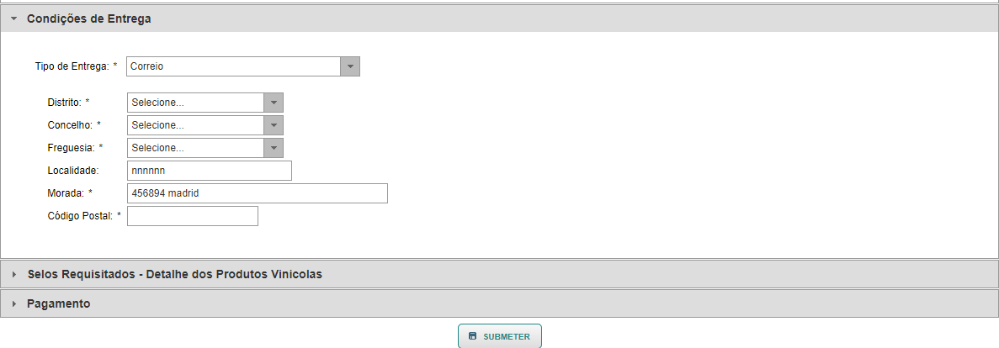 Condições de Entrega
Tipo de Entrega: * Correio
Distrito: * Selecione...
Concelho: * Selecione...
Freguesia: * Selecione...
Localidade: nnnnnn
Morada: * 456894 madrid
Código Postal: *
Selos Requisitados - Detalhe dos Produtos Vinicolas
Pagamento
SUBMETER